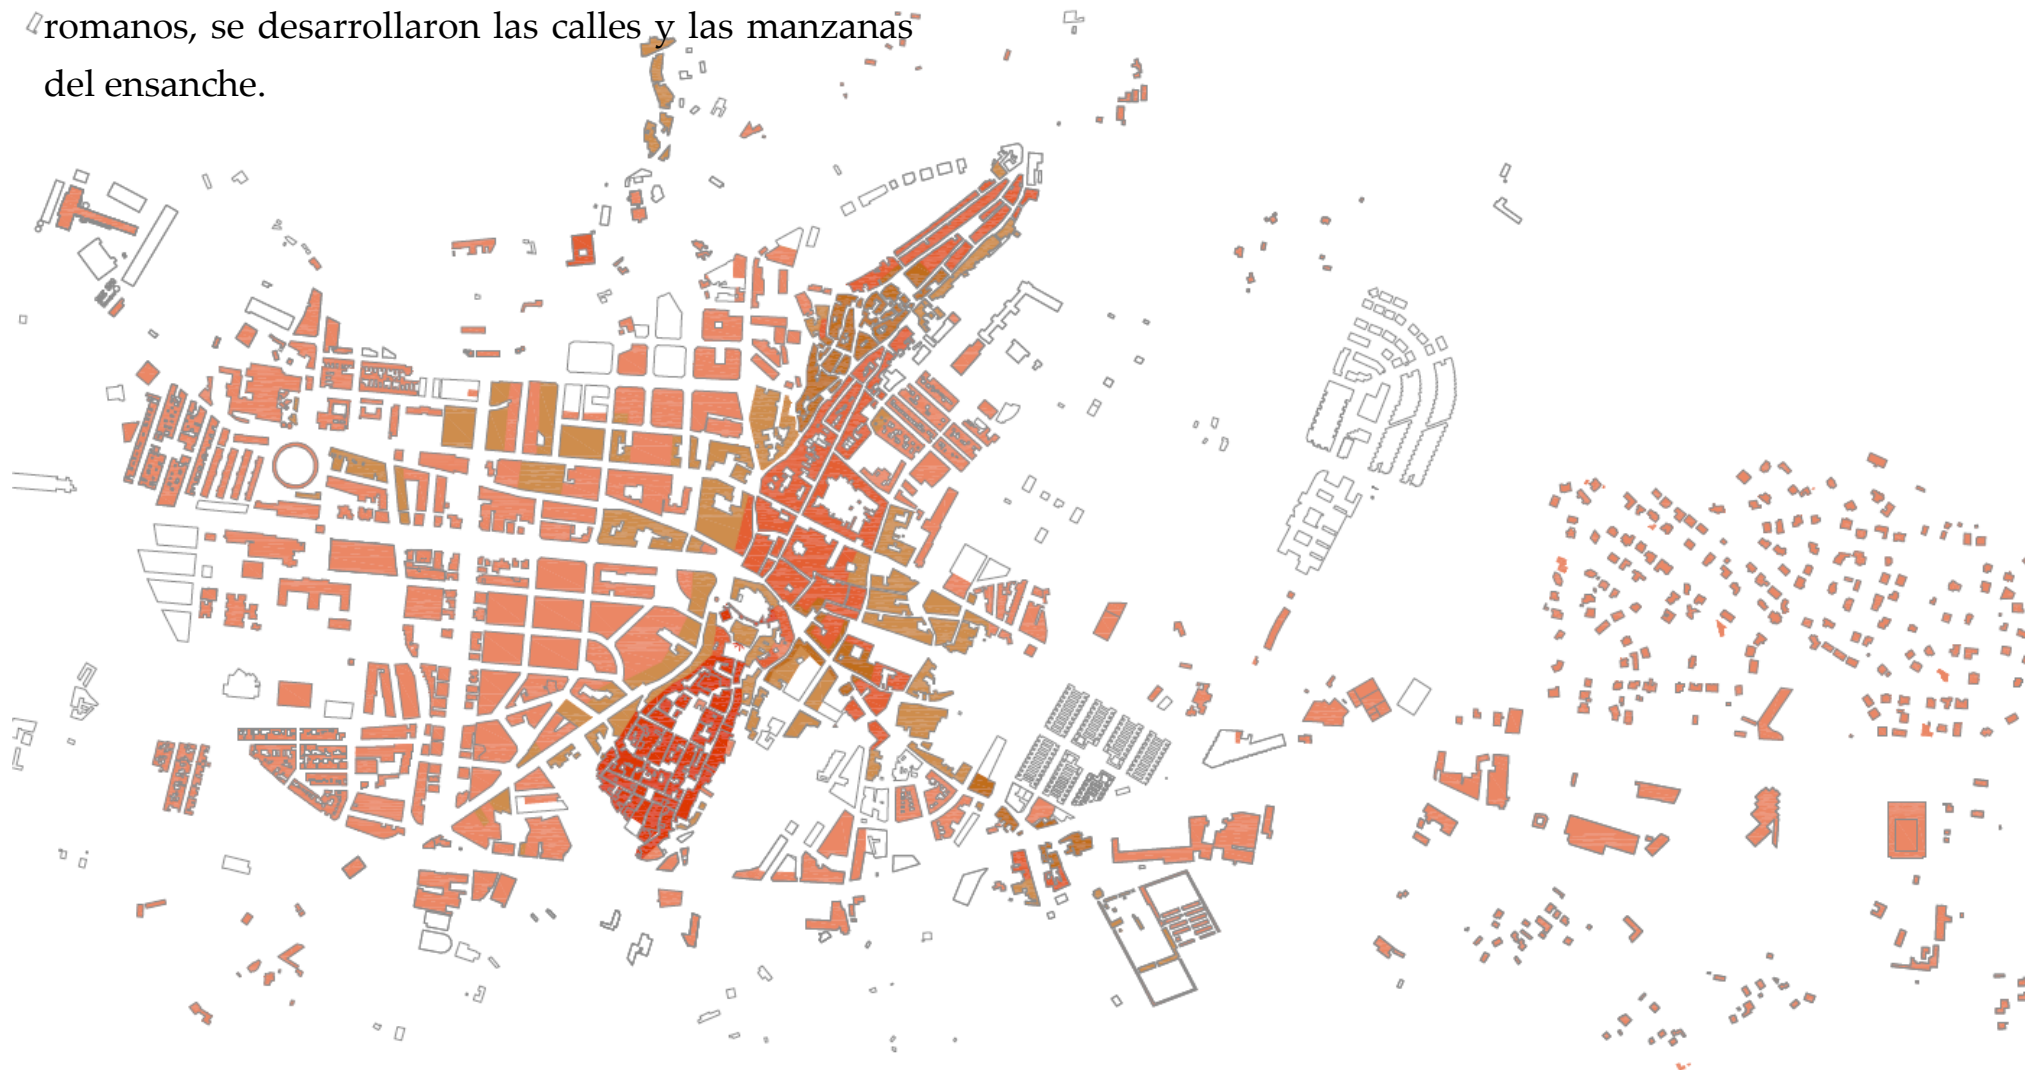 romanos, se desarrollaron las calles y las manzanas
del ensanche.